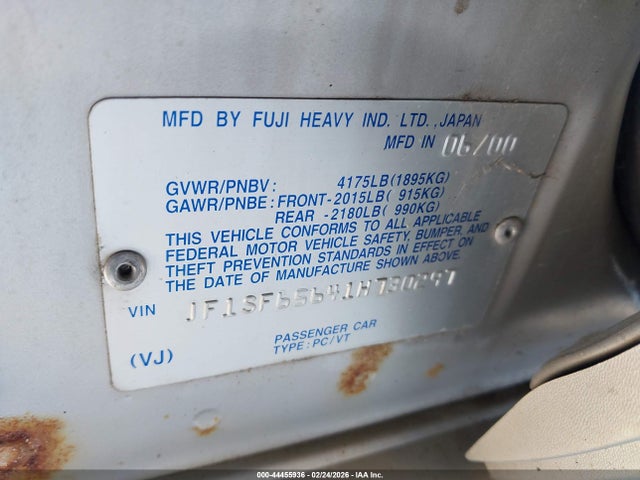 MFD BY FUJI HEAVY IND. LTD., JAPAN
MFD IN 06/00
GVWR/PNBV: 4175LB(1895KG)
GAWR/PNBE: FRONT-2015LB( 915KG)
REAR -2180LB( 990KG)
THIS VEHICLE CONFORMS TO ALL APPLICABLE
FEDERAL MOTOR VEHICLE SAFETY, BUMPER, AND
THEFT PREVENTION STANDARDS IN EFFECT ON
THE DATE OF MANUFACTURE SHOWN ABOVE.
VIN JF1SF65641H730247
PASSENGER CAR
(VJ) TYPE: PC/VT
000-44455936 - 02/24/2026 - IAA Inc.